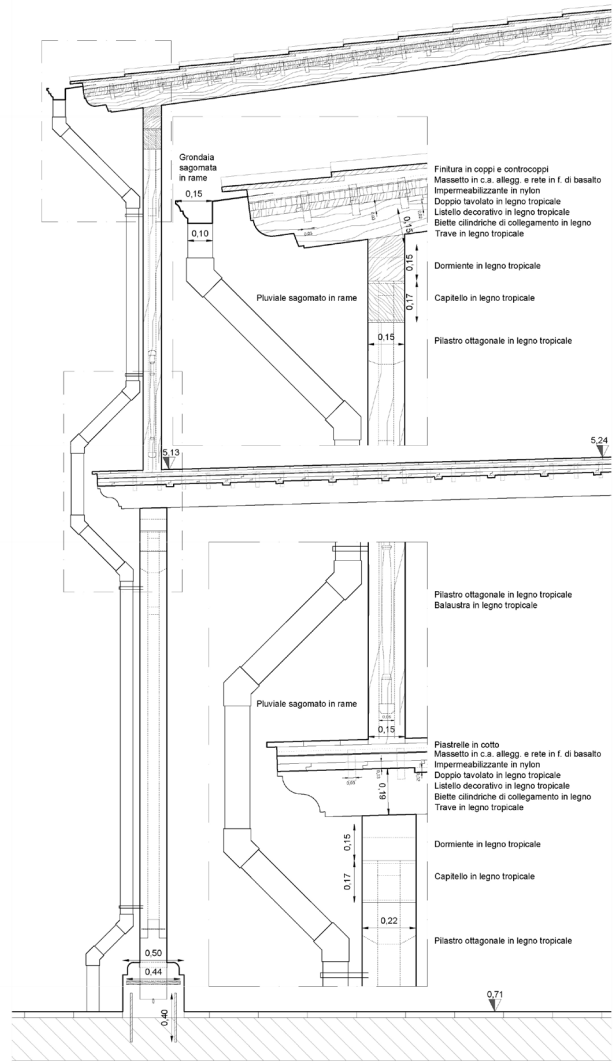 Grondaia
sagomata
in rame
0,15
0,10
Pluviale sagomato in rame
Finitura in coppi e controcoppi
Massetto in c.a. allegg. e rete in f. di basalto
Impermeabilizzante in nylon
Doppio tavolato in legno tropicale
Listello decorativo in legno tropicale
Biette cilindriche di collegamento in legno
Trave in legno tropicale
0,15
0,15
Dormiente in legno tropicale
0,17
Capitello in legno tropicale
0,15
Pilastro ottagonale in legno tropicale
5,13
5,24
Pilastro ottagonale in legno tropicale
Balaustra in legno tropicale
Pluviale sagomato in rame
0,15
Piastrelle in cotto
Massetto in c.a. allegg. e rete in f. di basalto
Impermeabilizzante in nylon
Doppio tavolato in legno tropicale
Listello decorativo in legno tropicale
Biette cilindriche di collegamento in legno
Trave in legno tropicale
0,19
0,15
Dormiente in legno tropicale
0,17
Capitello in legno tropicale
0,22
Pilastro ottagonale in legno tropicale
0,50
0,44
0,40
0,71